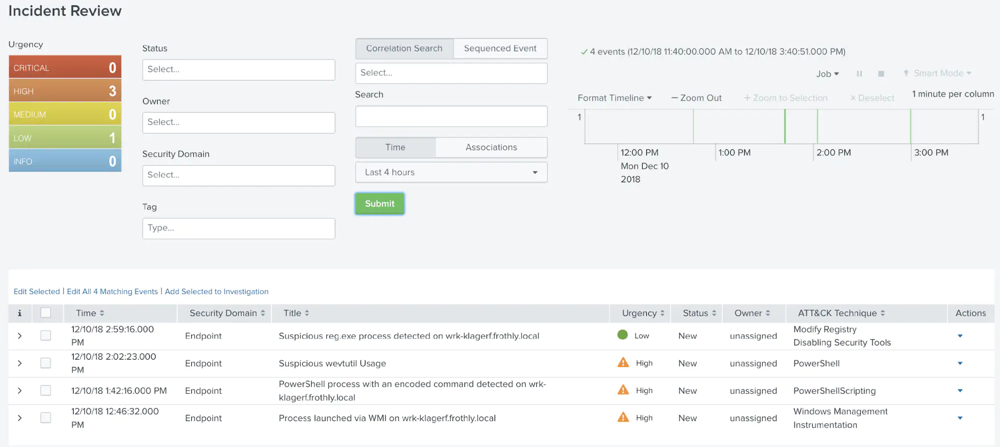 Incident Review
Urgency
CRITICAL 0
HIGH 3
MEDIUM 0
LOW 1
INFO 0
Status
Select...
Owner
Select...
Security Domain
Select...
Tag
Type...
Correlation Search Sequenced Event
Select...
Search
Time Associations
Last 4 hours
Submit
✓ 4 events (12/10/18 11:40:00.000 AM to 12/10/18 3:40:51.000 PM)
Job Smart Mode
Format Timeline — Zoom Out + Zoom to Selection × Deselect 1 minute per column
1 1
12:00 PM 1:00 PM 2:00 PM 3:00 PM
Mon Dec 10
2018
Edit Selected | Edit All 4 Matching Events | Add Selected to Investigation
i Time Security Domain Title Urgency Status Owner ATT&CK Technique Actions
12/10/18 2:59:16.000
PM Endpoint Suspicious reg.exe process detected on wrk-klagerf.frothly.local Low New unassigned Modify Registry
Disabling Security Tools
12/10/18 2:02:23.000
PM Endpoint Suspicious wevtutil Usage High New unassigned PowerShell
12/10/18 1:42:16.000 PM Endpoint PowerShell process with an encoded command detected on wrk-
klagerf.frothly.local High New unassigned PowerShellScripting
12/10/18 12:46:32.000
PM Endpoint Process launched via WMI on wrk-klagerf.frothly.local High New unassigned Windows Management
Instrumentation